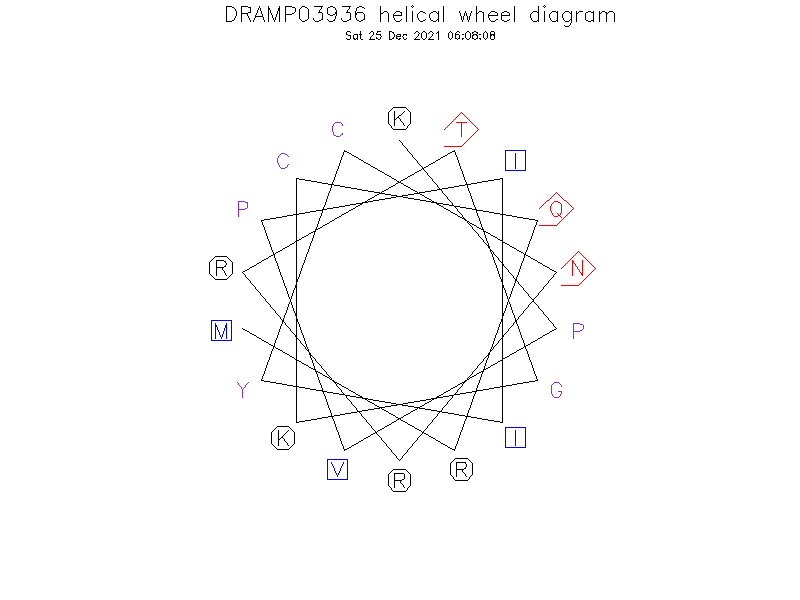 DRAMP03936 helical wheel diagram
Sat 25 Dec 2021 06:08:08
K
C T
C I
P Q
R N
M P
Y G
K I
V R
R